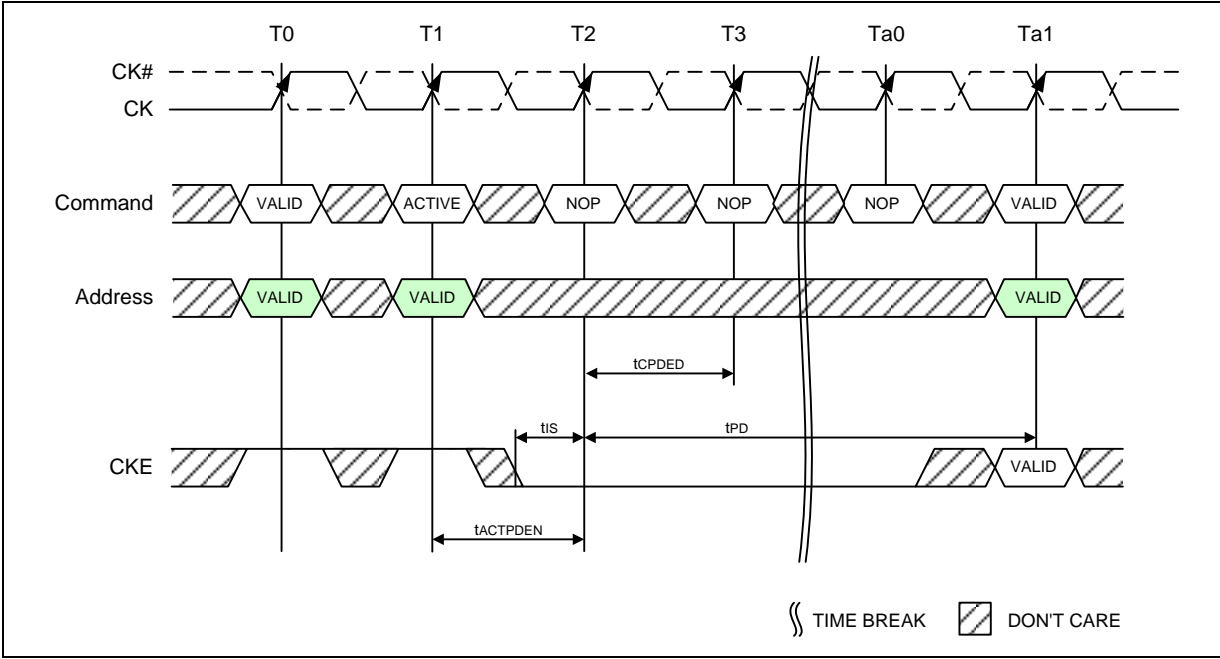 T0 T1 T2 T3 Ta0 Ta1
CK#
CK
Command VALID ACTIVE NOP NOP NOP VALID
Address VALID VALID VALID
tCPDED
tIS tPD
CKE VALID
tACTPDEN
TIME BREAK DON'T CARE